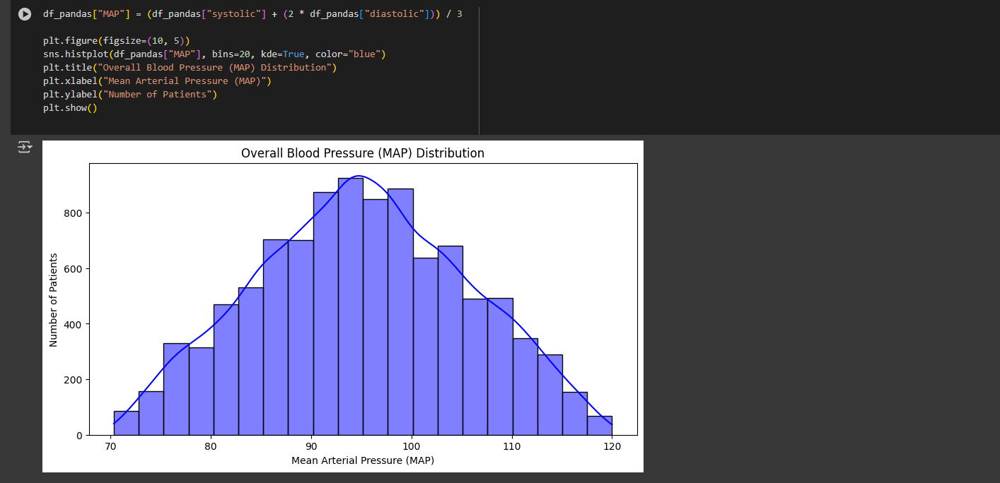 df_pandas["MAP"] = (df_pandas["systolic"] + (2 * df_pandas["diastolic"])) / 3
plt.figure(figsize=(10, 5))
sns.histplot(df_pandas["MAP"], bins=20, kde=True, color="blue")
plt.title("Overall Blood Pressure (MAP) Distribution")
plt.xlabel("Mean Arterial Pressure (MAP)")
plt.ylabel("Number of Patients")
plt.show()
Overall Blood Pressure (MAP) Distribution
Number of Patients
800
600
400
200
0
70 80 90 100 110 120
Mean Arterial Pressure (MAP)